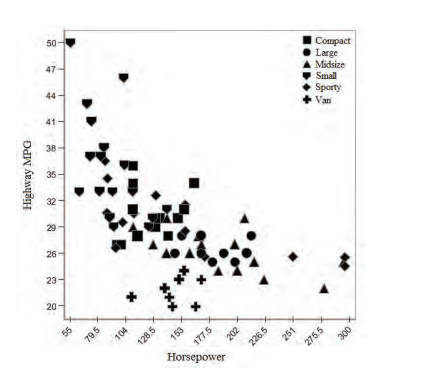 Compact
Large
Midsize
Small
Sporty
Van
Highway MPG
50
47
44
41
38
35
32
29
26
23
20
55
79.5
104
128.5
153
177.5
202
226.5
251
275.5
300
Horsepower